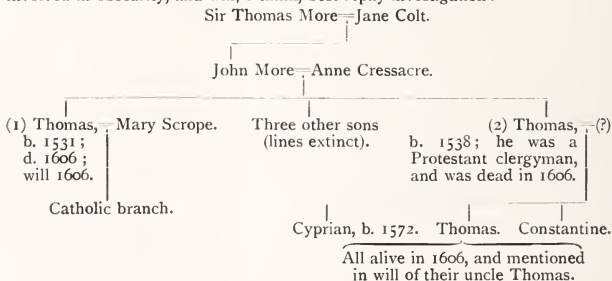 Sir Thomas More=Jane Colt.
John More=Anne Cressacre.
(1) Thomas,=Mary Scrope.
b. 1531;
d. 1606;
will 1606.
Catholic branch.
Three other sons
(lines extinct).
(2) Thomas,=(?)
b. 1538; he was a
Protestant clergyman,
and was dead in 1606.
Cyprian, b. 1572. Thomas. Constantine.
All alive in 1606, and mentioned
in will of their uncle Thomas.